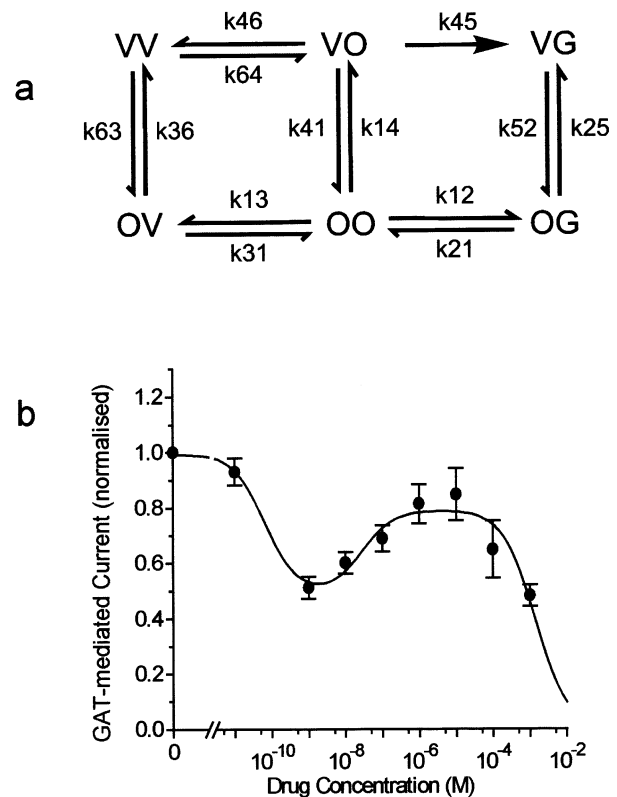 a
k46
VV VO k45 VG
k64
k63 k36 k41 k14 k52 k25
k13 k12
OV OO OG
k31 k21
b
GAT-mediated Current (normalised)
1.2
1.0
0.8
0.6
0.4
0.2
0.0
0 10-10 10-8 10-6 10-4 10-2
Drug Concentration (M)